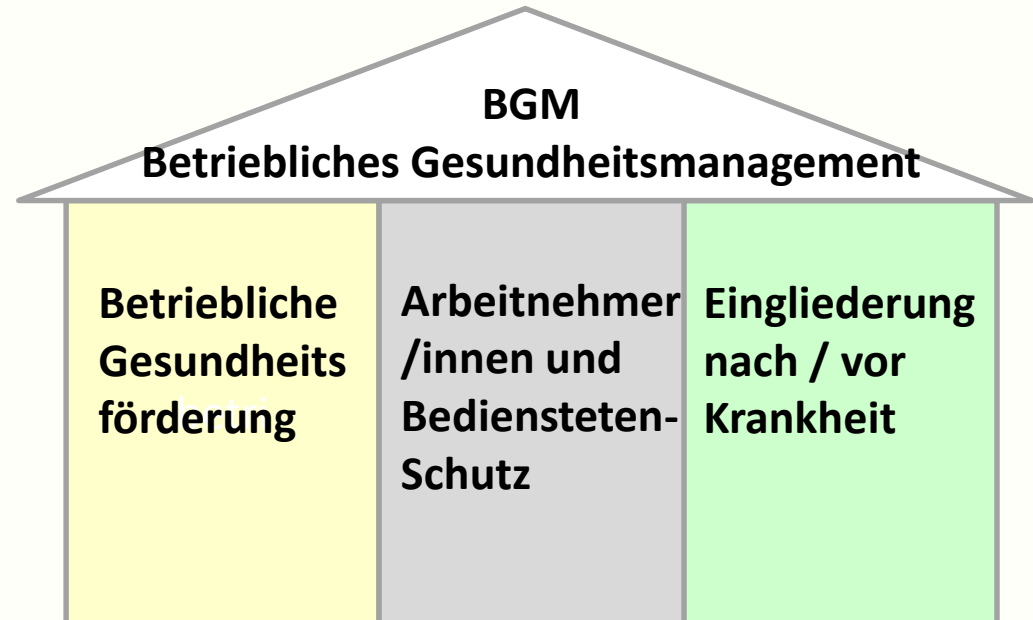 BGM
Betriebliches Gesundheitsmanagement
Betriebliche
Gesundheits
förderung
Arbeitnehmer
/innen und
Bediensteten-
Schutz
Eingliederung
nach / vor
Krankheit